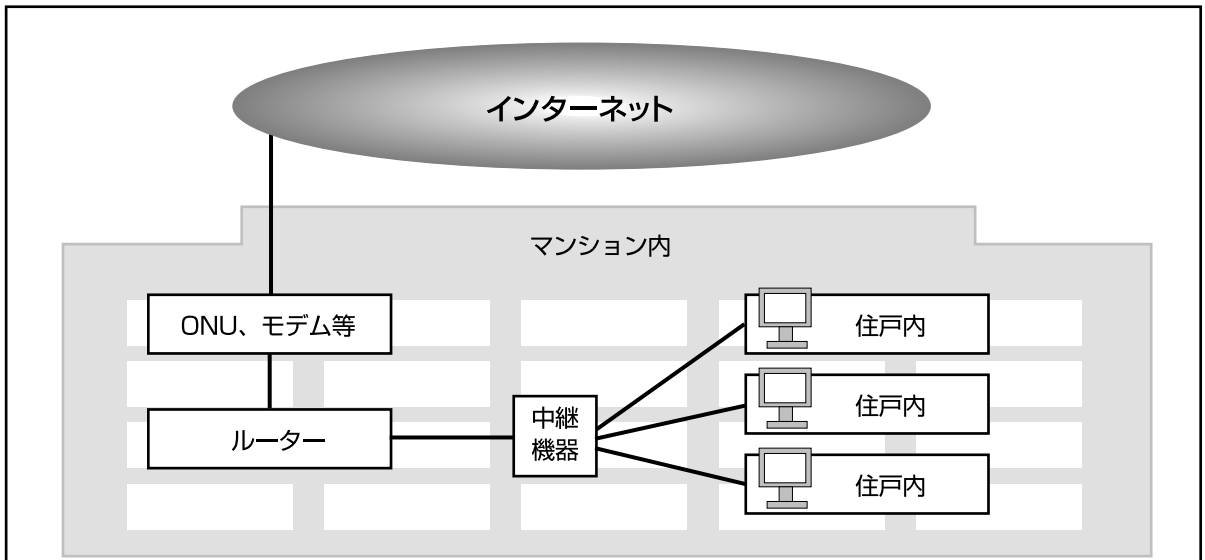 インターネット
マンション内
ONU、モデム等
ルーター
中継
機器
住戸内
住戸内
住戸内